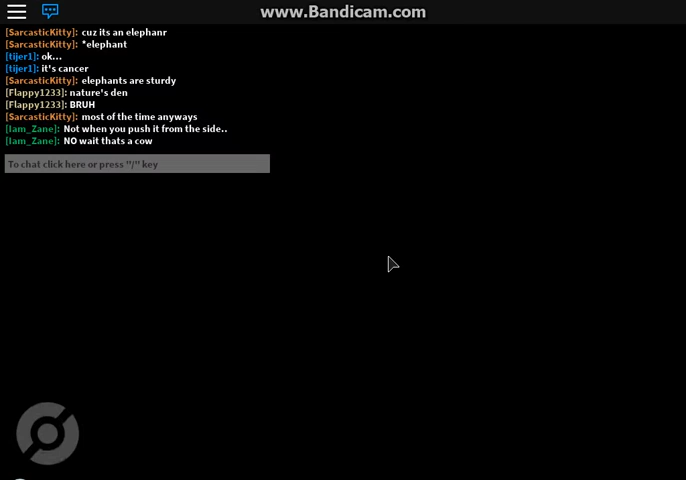 www.Bandicam.com
[SarcasticKitty]: cuz its an elephanr
[SarcasticKitty]: *elephant
[tijer1]: ok...
[tijer1]: it's cancer
[SarcasticKitty]: elephants are sturdy
[Flappy1233]: nature's den
[Flappy1233]: BRUH
[SarcasticKitty]: most of the time anyways
[Iam_Zane]: Not when you push it from the side..
[Iam_Zane]: NO wait thats a cow
To chat click here or press "/" key